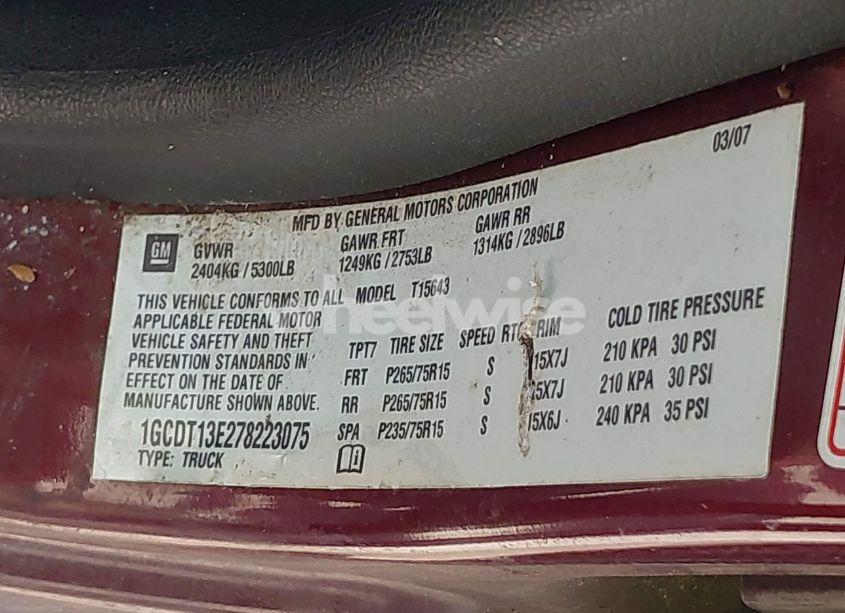 03/07
MFD BY GENERAL MOTORS CORPORATION
GM GVWR GAWR FRT GAWR RR
2404KG / 5300LB 1249KG / 2753LB 1314KG / 2896LB
THIS VEHICLE CONFORMS TO ALL MODEL T15643
APPLICABLE FEDERAL MOTOR
VEHICLE SAFETY AND THEFT
PREVENTION STANDARDS IN
EFFECT ON THE DATE OF
MANUFACTURE SHOWN ABOVE.
1GCDT13E278223075
TYPE: TRUCK
TPT7 TIRE SIZE SPEED RTG RIM COLD TIRE PRESSURE
FRT P265/75R15 S 15X7J 210 KPA 30 PSI
RR P265/75R15 S 15X7J 210 KPA 30 PSI
SPA P235/75R15 S 15X6J 240 KPA 35 PSI
heelwise